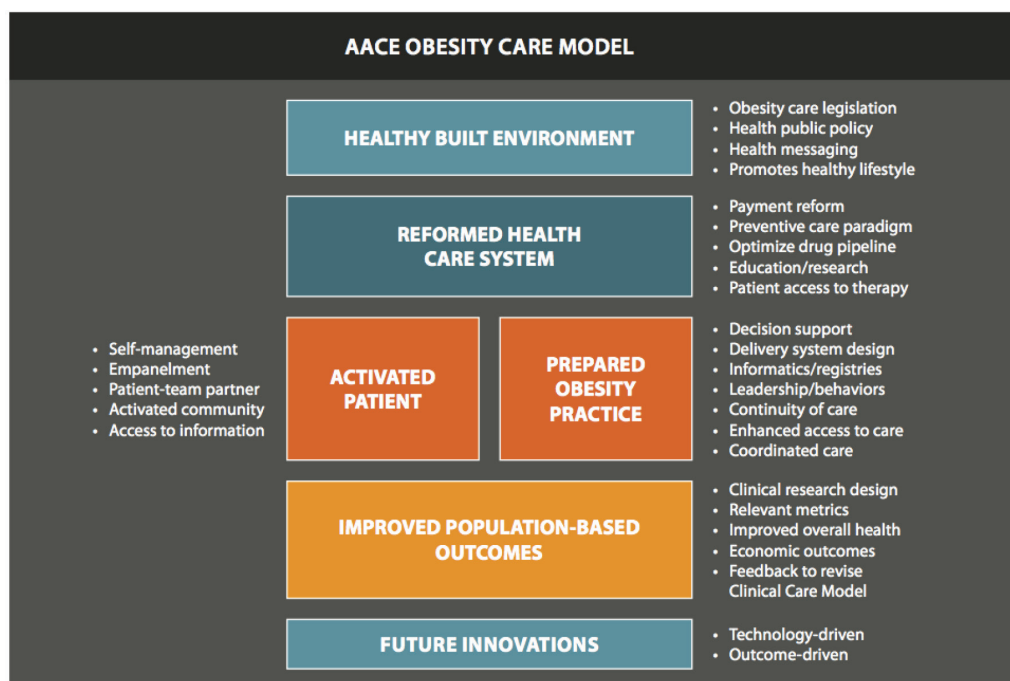 AACE OBESITY CARE MODEL
HEALTHY BUILT ENVIRONMENT
• Obesity care legislation
• Health public policy
• Health messaging
• Promotes healthy lifestyle
REFORMED HEALTH
CARE SYSTEM
• Payment reform
• Preventive care paradigm
• Optimize drug pipeline
• Education/research
• Patient access to therapy
• Self-management
• Empanelment
• Patient-team partner
• Activated community
• Access to information
ACTIVATED
PATIENT
PREPARED
OBESITY
PRACTICE
• Decision support
• Delivery system design
• Informatics/registries
• Leadership/behaviors
• Continuity of care
• Enhanced access to care
• Coordinated care
IMPROVED POPULATION-BASED
OUTCOMES
• Clinical research design
• Relevant metrics
• Improved overall health
• Economic outcomes
• Feedback to revise
Clinical Care Model
FUTURE INNOVATIONS
• Technology-driven
• Outcome-driven